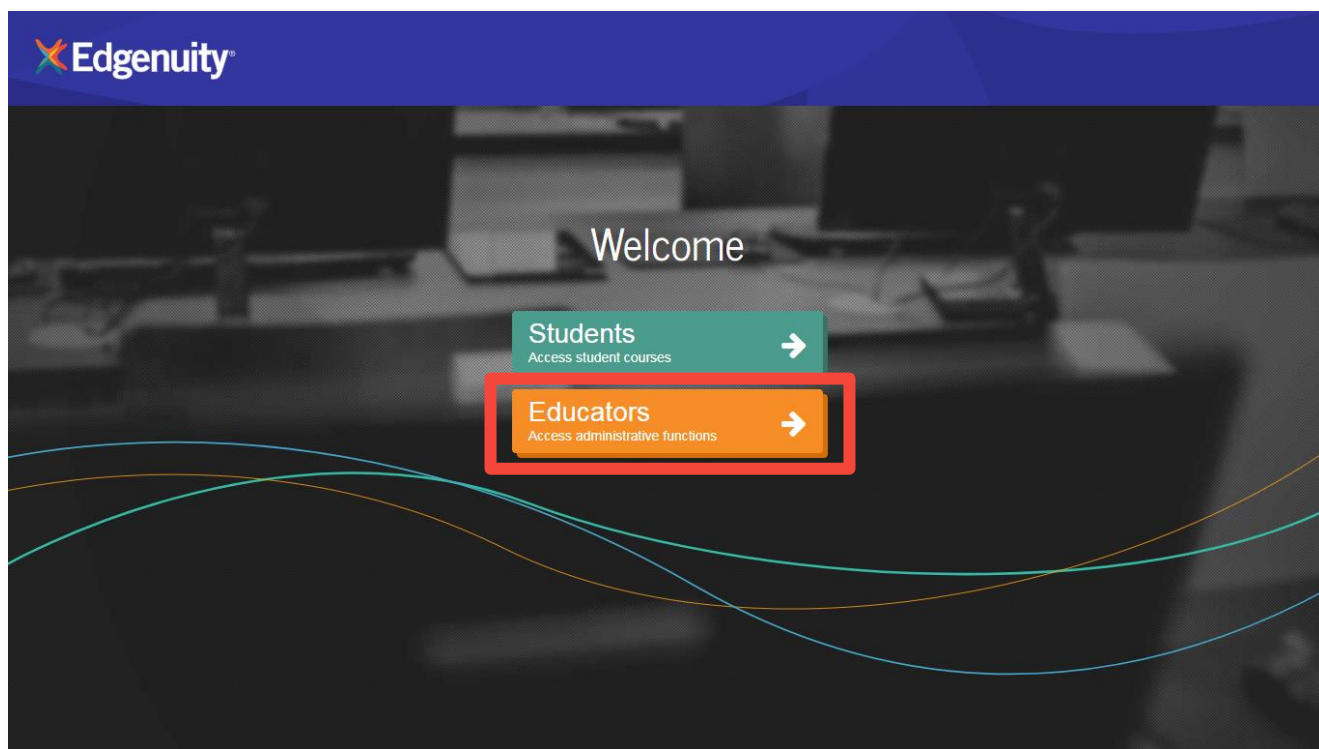 Edgenuity®
Welcome
Students
Access student courses
Educators
Access administrative functions